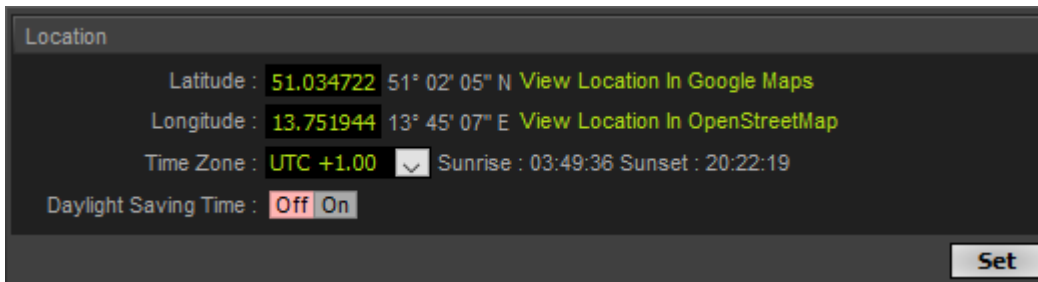 Location
Latitude : 51.034722 51° 02' 05" N View Location In Google Maps
Longitude : 13.751944 13° 45' 07" E View Location In OpenStreetMap
Time Zone : UTC +1.00 Sunrise : 03:49:36 Sunset : 20:22:19
Daylight Saving Time : Off On
Set